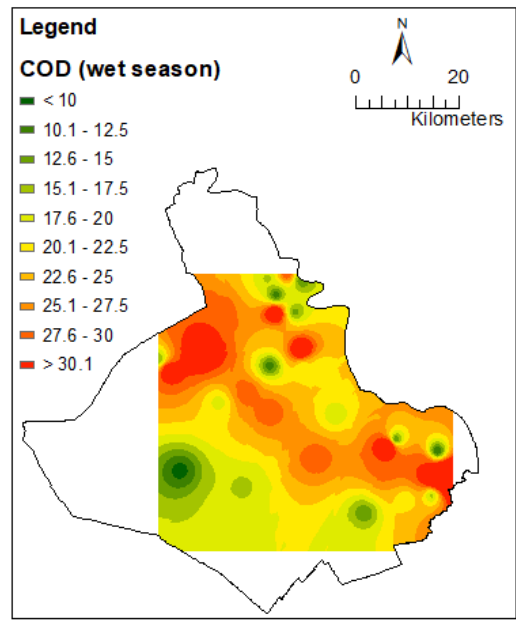 Legend
N
COD (wet season)
0 20
Kilometers
< 10
10.1 - 12.5
12.6 - 15
15.1 - 17.5
17.6 - 20
20.1 - 22.5
22.6 - 25
25.1 - 27.5
27.6 - 30
> 30.1